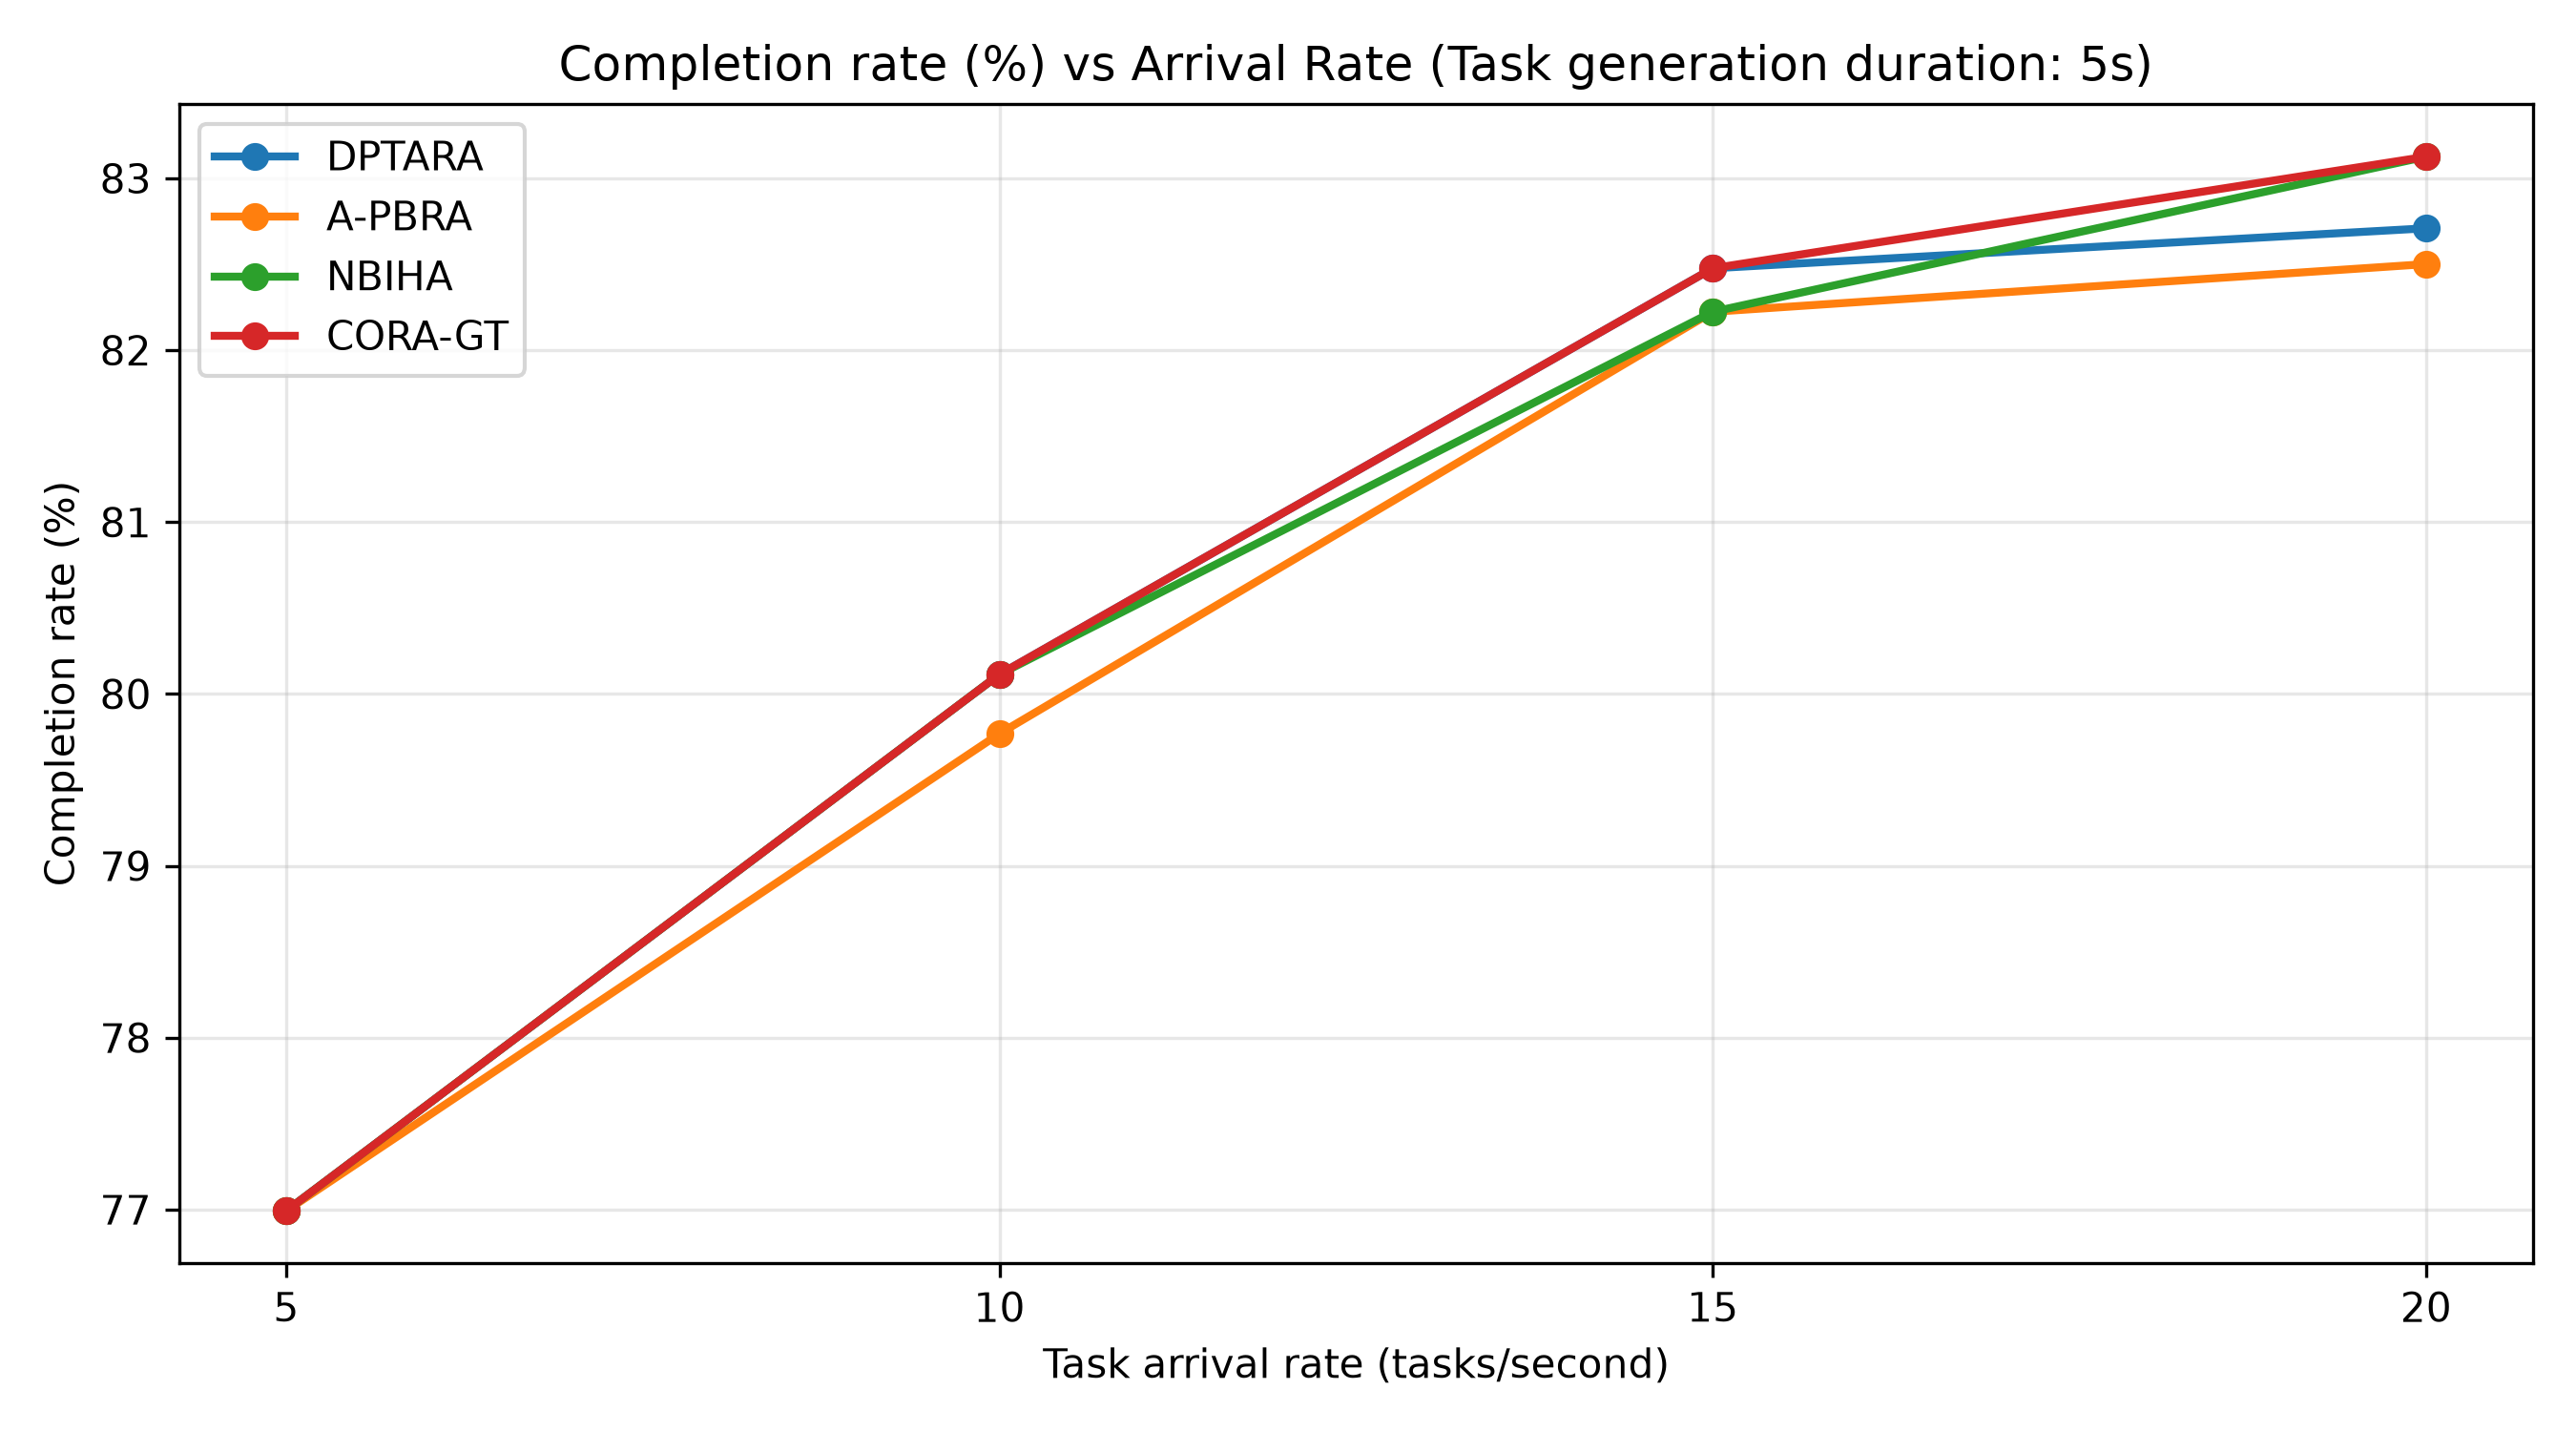 Completion rate (%) vs Arrival Rate (Task generation duration: 5s)
DPTARA
A-PBRA
NBIHA
CORA-GT
Completion rate (%)
83
82
81
80
79
78
77
5 10 15 20
Task arrival rate (tasks/second)